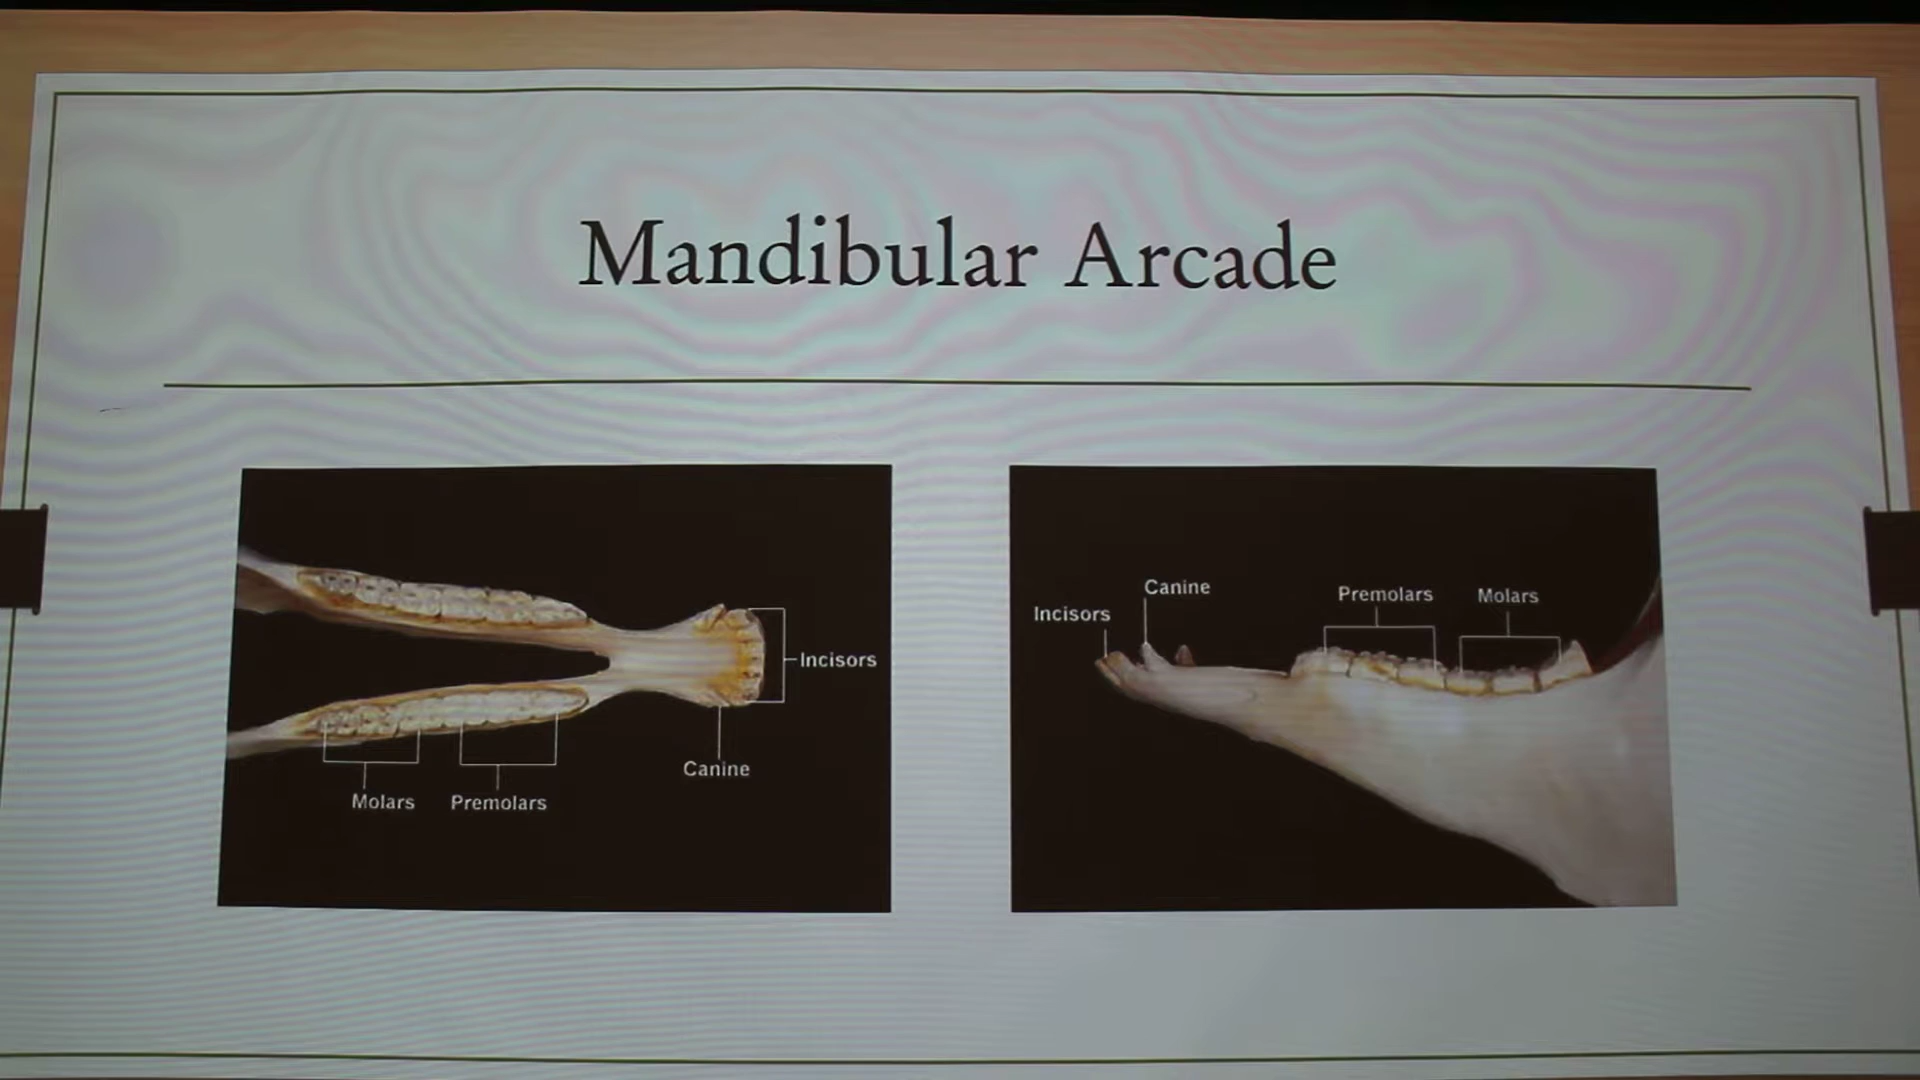 Mandibular Arcade
Incisors
Canine
Molars
Premolars
Canine
Incisors
Premolars
Molars